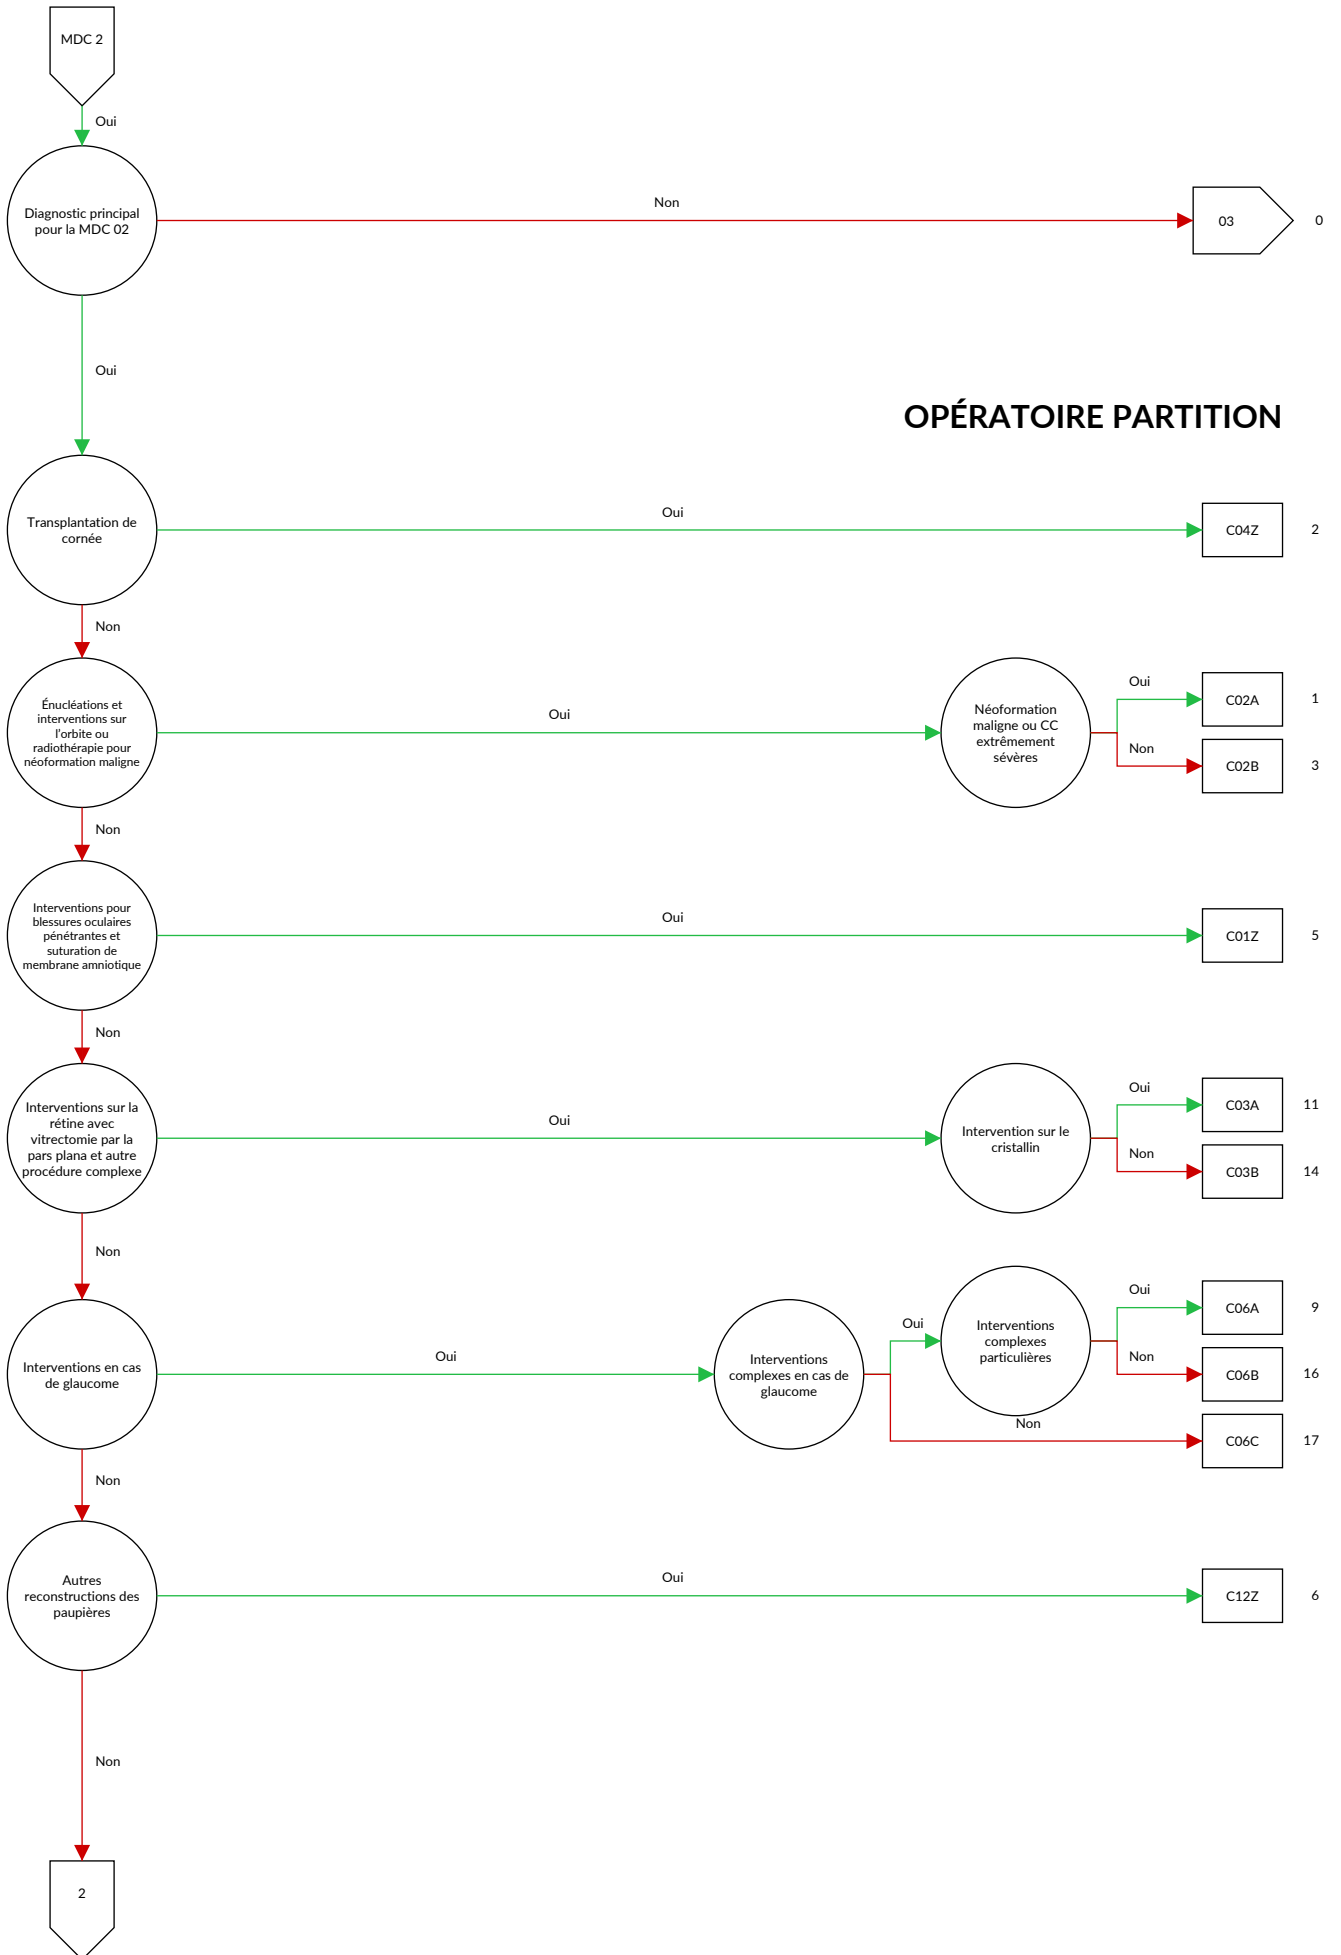 MDC 2
Oui
Diagnostic principal
pour la MDC 02
Non
03
0
Oui
OPÉRATOIRE PARTITION
Transplantation de
cornée
Oui
C04Z
2
Non
Énucléations et
interventions sur
l'orbite ou
radiothérapie pour
néoformation maligne
Oui
Néoformation
maligne ou CC
extrêmement
sévères
Oui
C02A
1
Non
C02B
3
Non
Interventions pour
blessures oculaires
pénétrantes et
suturation de
membrane amniotique
Oui
C01Z
5
Non
Interventions sur la
rétine avec
vitrectomie par la
pars plana et autre
procédure complexe
Oui
Intervention sur le
cristallin
Oui
C03A
11
Non
C03B
14
Non
Interventions en cas
de glaucome
Oui
Interventions
complexes en cas de
glaucome
Oui
Interventions
complexes
particulières
Oui
C06A
9
Non
C06B
16
Non
C06C
17
Non
Autres
reconstructions des
paupières
Oui
C12Z
6
Non
2